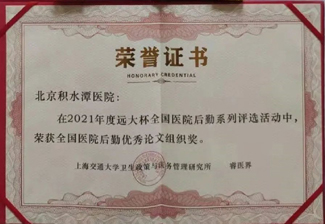 荣誉证书
HONORARY CREDENTIAL
北京积水潭医院：
在2021年度远大杯全国医院后勤系列评选活动中，
荣获全国医院后勤优秀论文组织奖。
上海交通大学卫生政策与医务管理研究所 睿医界